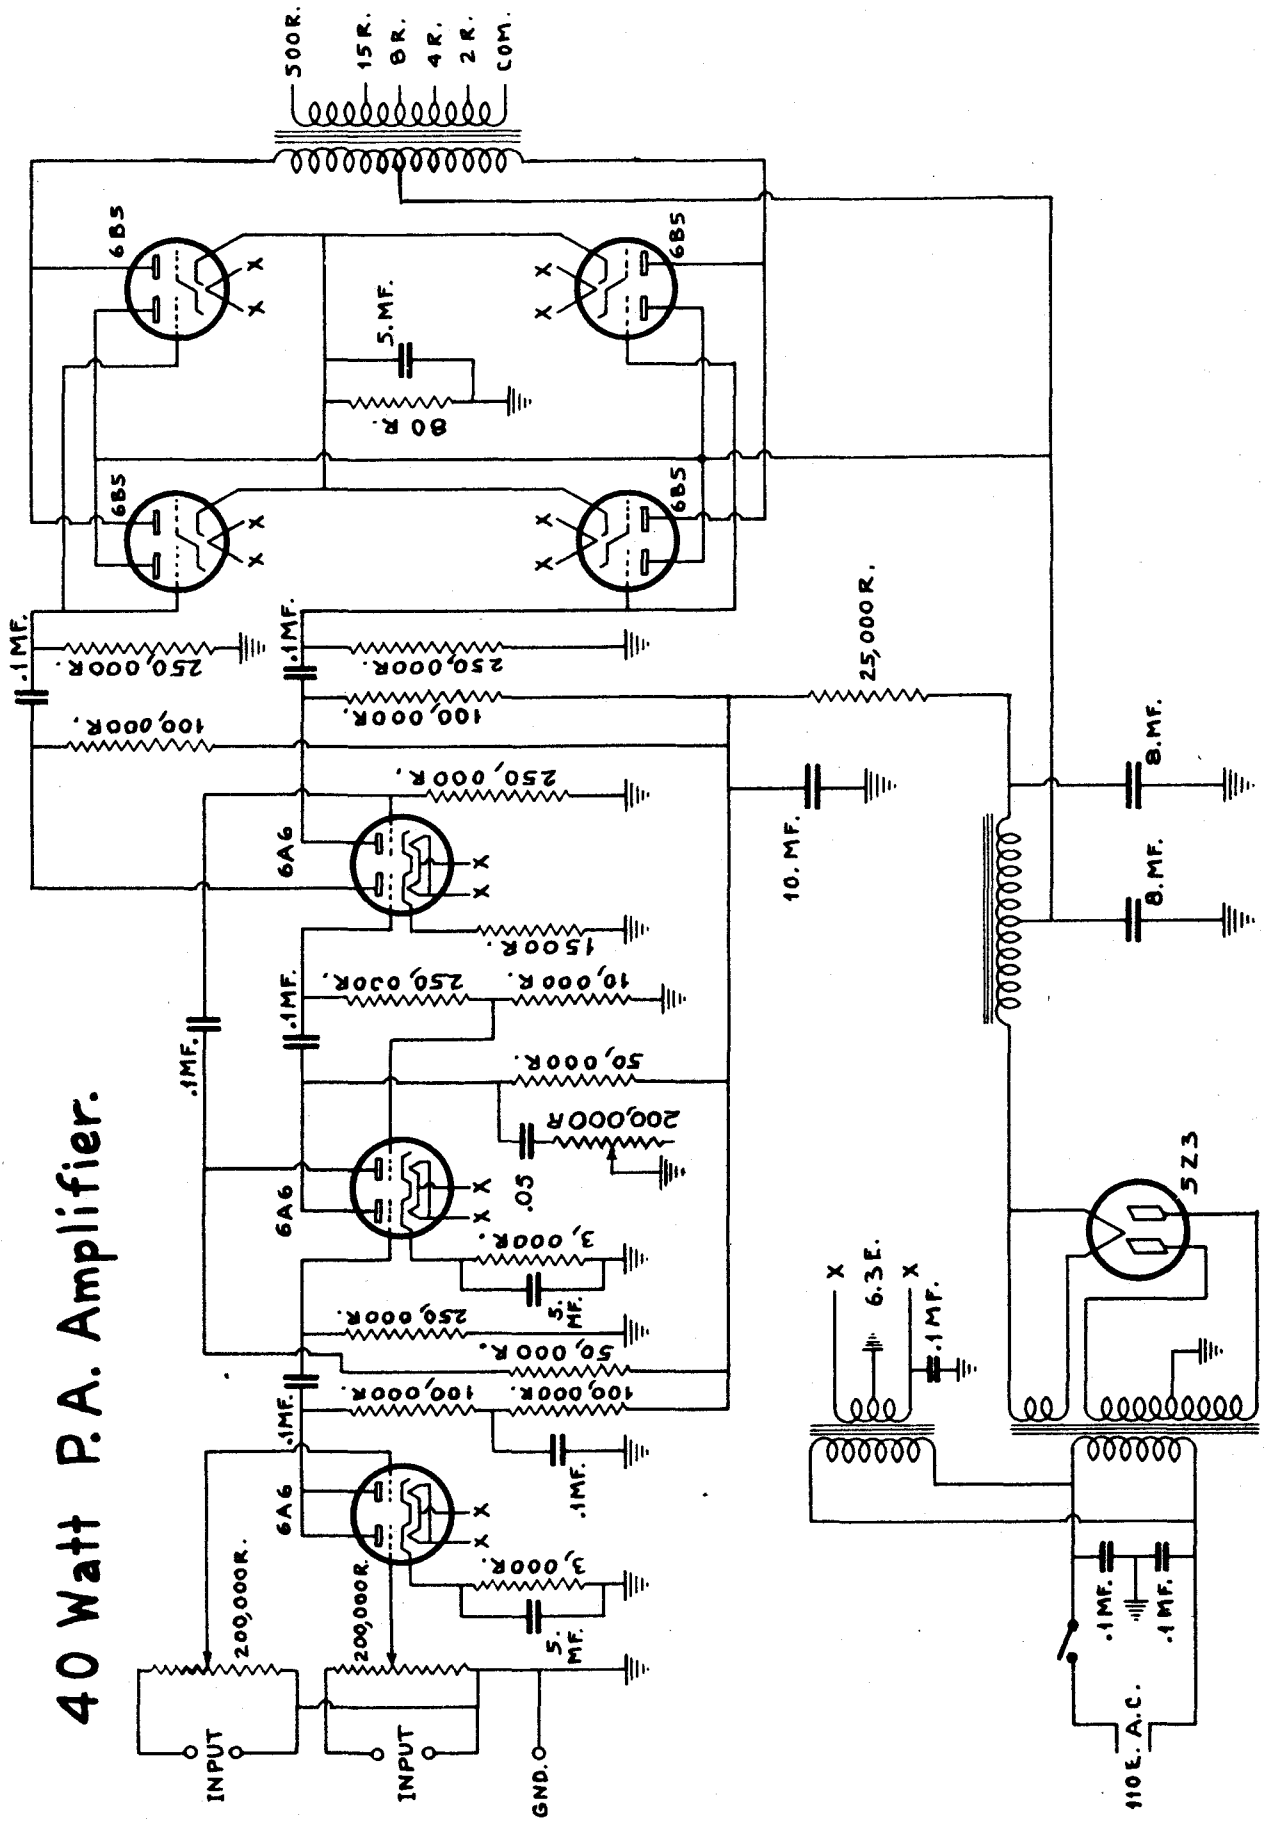 40 Watt P.A. Amplifier.
INPUT
200,000R.
INPUT
200,000R.
GND.
6A6
X
X
3,000R.
5. MF.
.1MF.
100,000R.
100,000R.
.1MF.
50,000R.
250,000R.
6A6
X
X
3,000R.
5. MF.
.05
200,000R
50,000R.
.1MF.
.1MF.
250,000R.
10,000R.
6A6
X
X
1500R.
250,000R.
100,000R.
100,000R.
.1MF.
250,000R.
.1MF.
250,000R.
6B5
X
X
6B5
X
X
6B5
X
X
6B5
X
X
80R.
5.MF.
500R.
15R.
8R.
4R.
2R.
COM.
25,000R.
10.MF.
8.MF.
8.MF.
5Z3
X
6.3E.
X
.1MF.
.1MF.
.1MF.
110E. A.C.